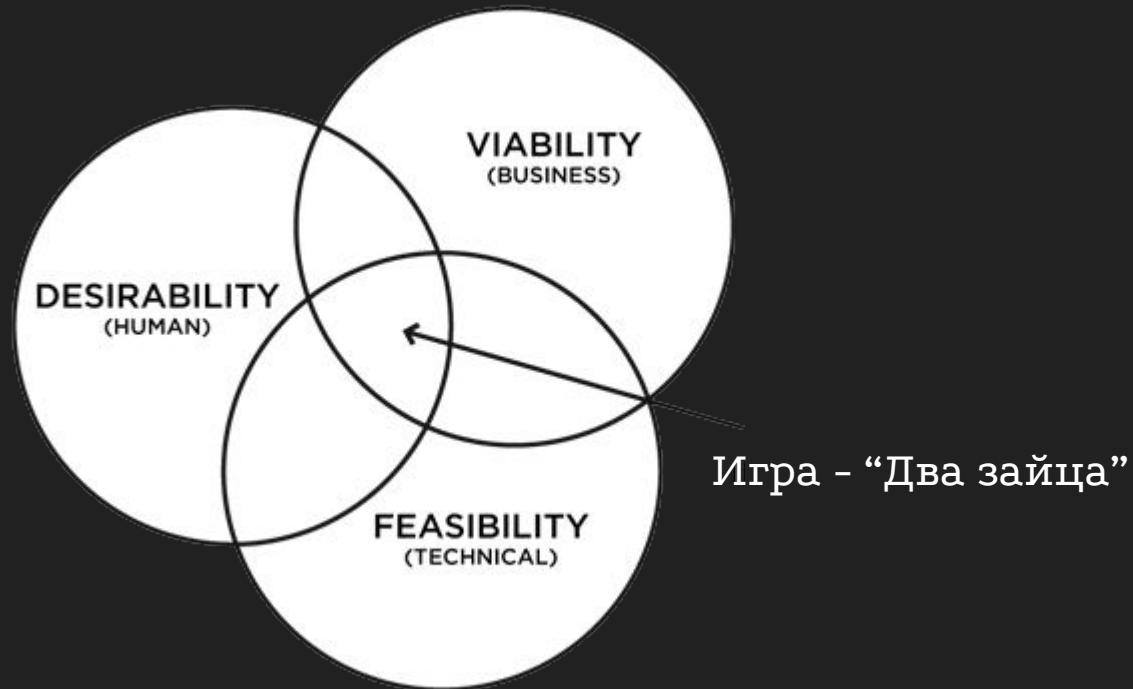 VIABILITY
(BUSINESS)
DESIRABILITY
(HUMAN)
Игра - “Два зайца”
FEASIBILITY
(TECHNICAL)